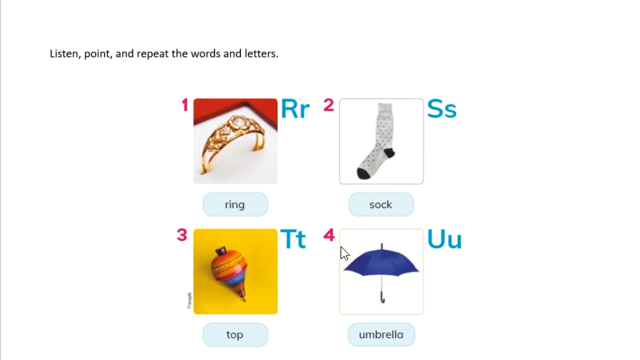 Listen, point, and repeat the words and letters.
1 Rr 2 Ss
ring sock
3 Tt 4 Uu
Freepik
top umbrella